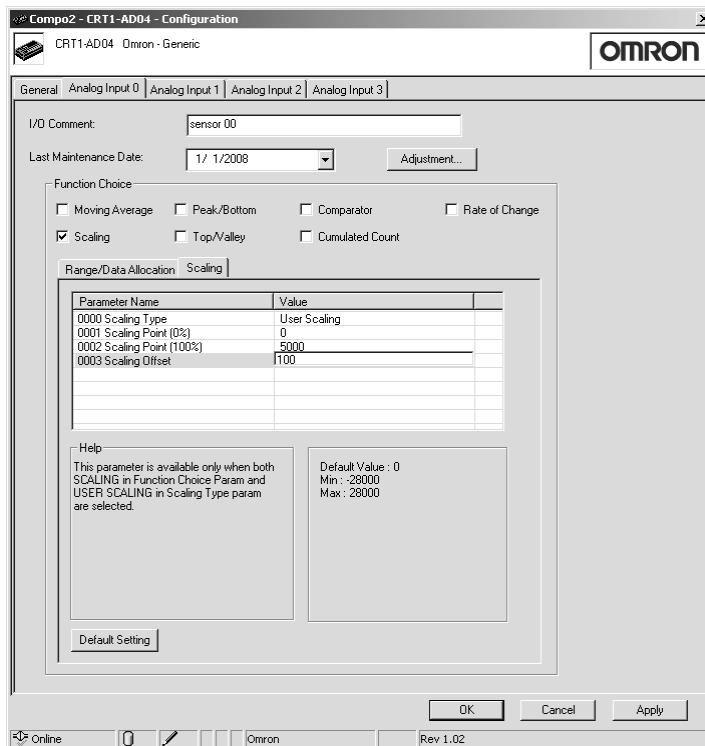 Compo2 - CRT1-AD04 - Configuration
CRT1-AD04 Omron - Generic
OMRON
General Analog Input 0 Analog Input 1 Analog Input 2 Analog Input 3
I/O Comment: sensor 00
Last Maintenance Date: 1/ 1/2008 Adjustment...
Function Choice
Moving Average Peak/Bottom Comparator Rate of Change
Scaling Top/Valley Cumulated Count
Range/Data Allocation Scaling
Parameter Name Value
0000 Scaling Type User Scaling
0001 Scaling Point (0%) 0
0002 Scaling Point (100%) 5000
0003 Scaling Offset 100
Help
This parameter is available only when both
SCALING in Function Choice Param and
USER SCALING in Scaling Type param
are selected.
Default Value : 0
Min : -28000
Max : 28000
Default Setting
OK Cancel Apply
Online Omron Rev 1.02